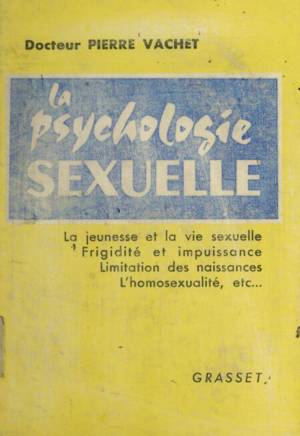 Docteur PIERRE VACHET
la
psychologie
SEXUELLE
La jeunesse et la vie sexuelle
Frigidité et impuissance
Limitation des naissances
L'homosexualité, etc...
GRASSET